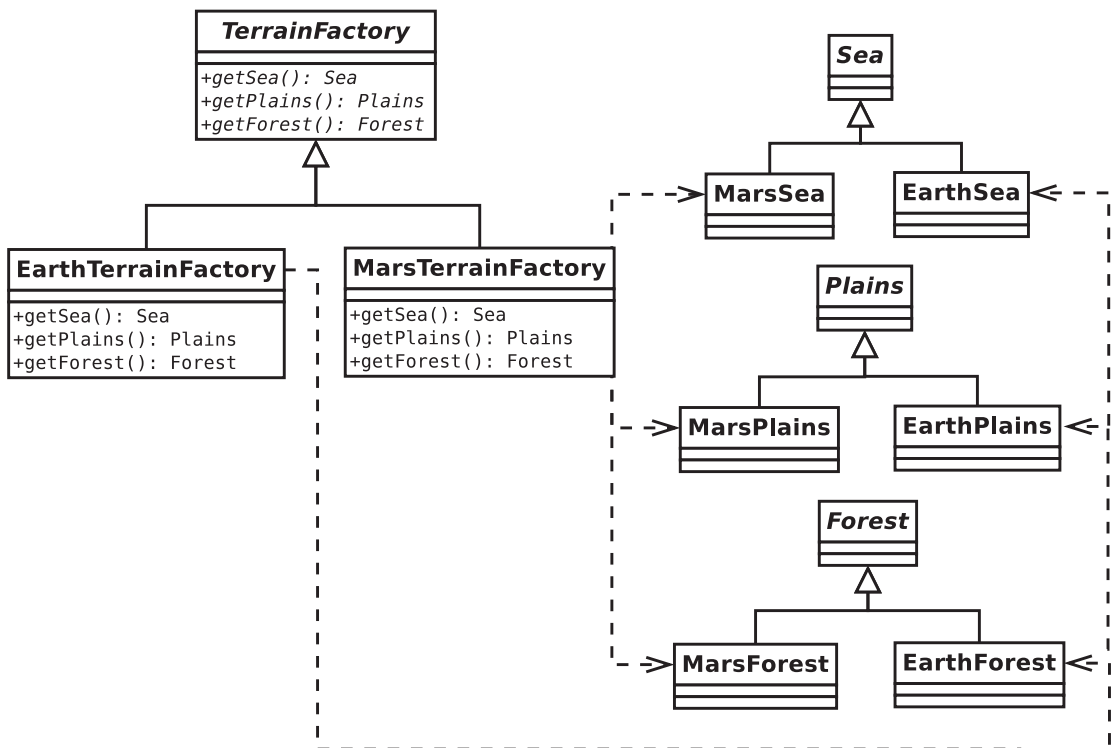 TerrainFactory
+getSea(): Sea
+getPlains(): Plains
+getForest(): Forest
EarthTerrainFactory
+getSea(): Sea
+getPlains(): Plains
+getForest(): Forest
MarsTerrainFactory
+getSea(): Sea
+getPlains(): Plains
+getForest(): Forest
Sea
MarsSea
EarthSea
Plains
MarsPlains
EarthPlains
Forest
MarsForest
EarthForest